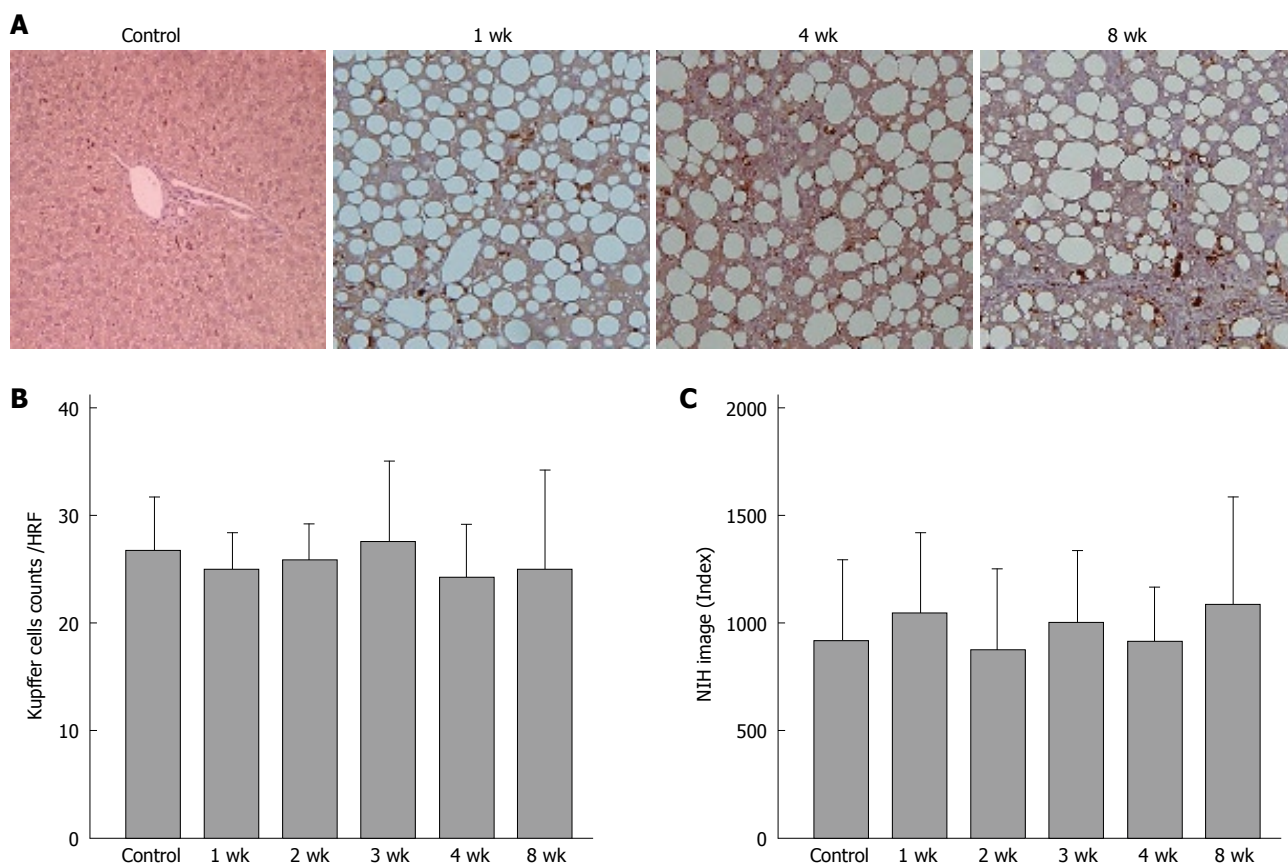 A
Control 1 wk 4 wk 8 wk
B
40
30
20
10
0
Kupffer cells counts /HRF
Control 1 wk 2 wk 3 wk 4 wk 8 wk
C
2000
1500
1000
500
0
NIH image (Index)
Control 1 wk 2 wk 3 wk 4 wk 8 wk